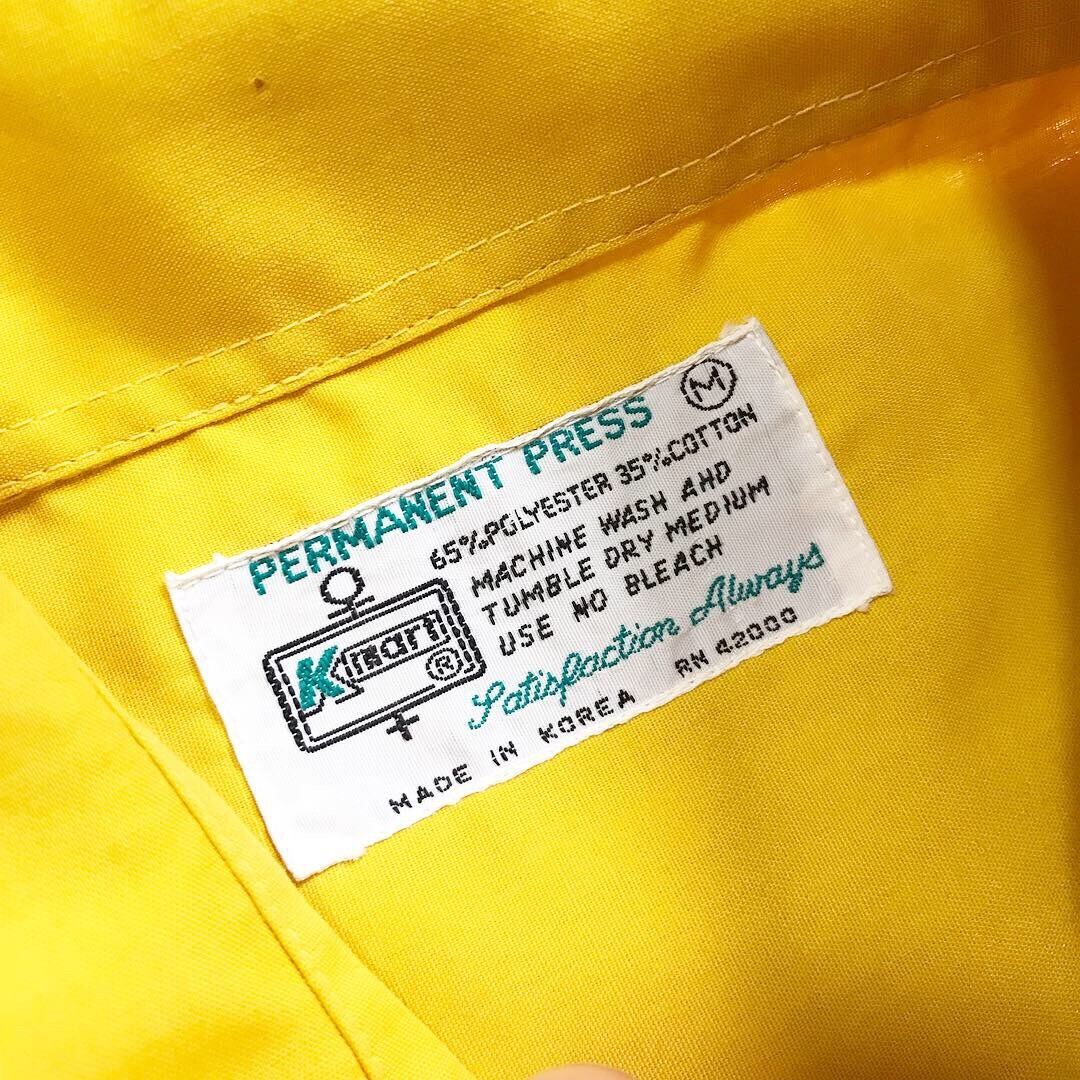 PERMANENT PRESS M
65% POLYESTER 35% COTTON
MACHINE WASH AND
TUMBLE DRY MEDIUM
USE NO BLEACH
Kmart ®
Satisfaction Always
MADE IN KOREA RN 42000